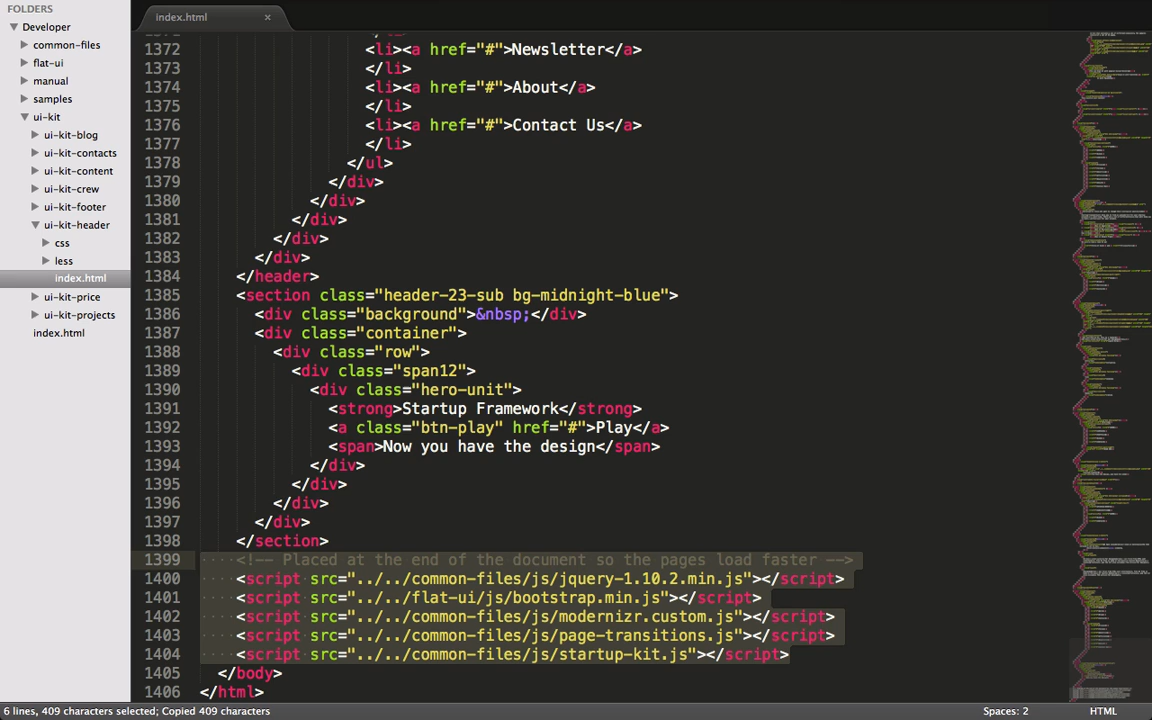 FOLDERS
Developer
common-files
flat-ui
manual
samples
ui-kit
ui-kit-blog
ui-kit-contacts
ui-kit-content
ui-kit-crew
ui-kit-footer
ui-kit-header
css
less
index.html
ui-kit-price
ui-kit-projects
index.html
index.html ×
1372 <li><a href="#">Newsletter</a>
1373 </li>
1374 <li><a href="#">About</a>
1375 </li>
1376 <li><a href="#">Contact Us</a>
1377 </li>
1378 </ul>
1379 </div>
1380 </div>
1381 </div>
1382 </div>
1383 </div>
1384 </header>
1385 <section class="header-23-sub bg-midnight-blue">
1386 <div class="background">&nbsp;</div>
1387 <div class="container">
1388 <div class="row">
1389 <div class="span12">
1390 <div class="hero-unit">
1391 <strong>Startup Framework</strong>
1392 <a class="btn-play" href="#">Play</a>
1393 <span>Now you have the design</span>
1394 </div>
1395 </div>
1396 </div>
1397 </div>
1398 </section>
1399 <!-- Placed at the end of the document so the pages load faster -->
1400 <script src="../../common-files/js/jquery-1.10.2.min.js"></script>
1401 <script src="../../flat-ui/js/bootstrap.min.js"></script>
1402 <script src="../../common-files/js/modernizr.custom.js"></script>
1403 <script src="../../common-files/js/page-transitions.js"></script>
1404 <script src="../../common-files/js/startup-kit.js"></script>
1405 </body>
1406 </html>
6 lines, 409 characters selected; Copied 409 characters
Spaces: 2
HTML